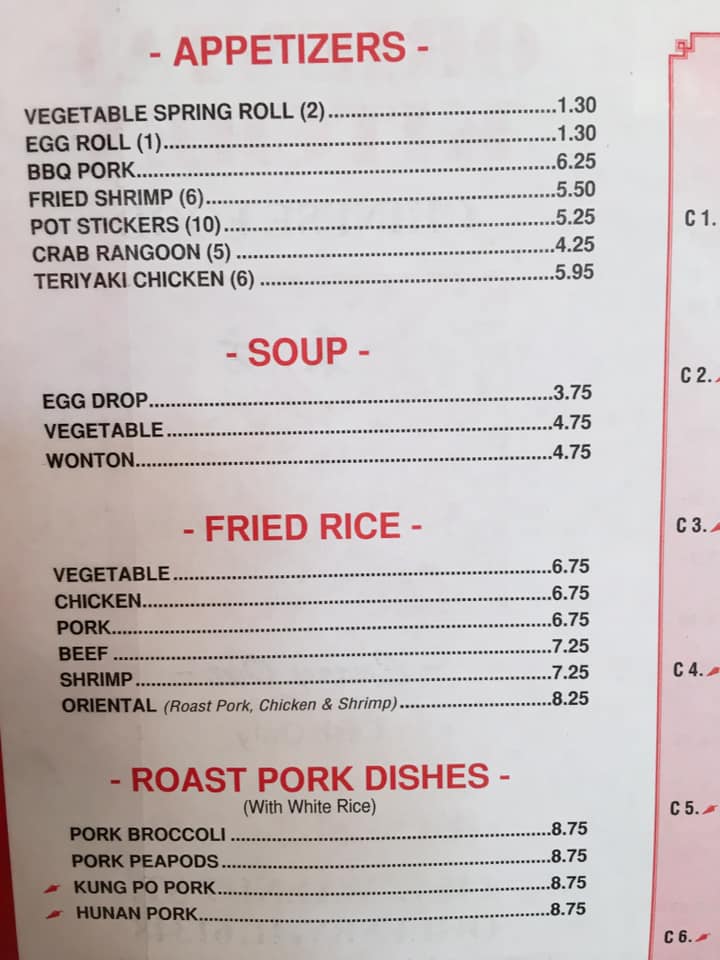 - APPETIZERS -
VEGETABLE SPRING ROLL (2)..............................1.30
EGG ROLL (1)..............................1.30
BBQ PORK..............................6.25
FRIED SHRIMP (6)..............................5.50
POT STICKERS (10)..............................5.25
CRAB RANGOON (5)..............................4.25
TERIYAKI CHICKEN (6)..............................5.95
- SOUP -
EGG DROP..............................3.75
VEGETABLE..............................4.75
WONTON..............................4.75
- FRIED RICE -
VEGETABLE..............................6.75
CHICKEN..............................6.75
PORK..............................6.75
BEEF..............................7.25
SHRIMP..............................7.25
ORIENTAL (Roast Pork, Chicken & Shrimp)..............................8.25
- ROAST PORK DISHES -
(With White Rice)
PORK BROCCOLI..............................8.75
PORK PEAPODS..............................8.75
KUNG PO PORK..............................8.75
HUNAN PORK..............................8.75
C 1.
C 2.
C 3.
C 4.
C 5.
C 6.